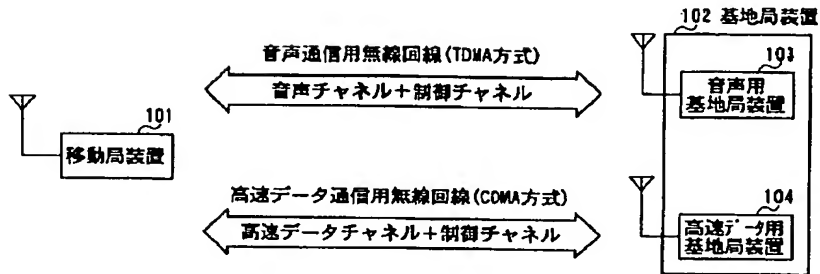 102 基地局装置
音声通信用無線回線(TDMA方式)
103
音声用
基地局装置
音声チャネル+制御チャネル
101
移動局装置
高速データ通信用無線回線(CDMA方式)
104
高速データ用
基地局装置
高速データチャネル+制御チャネル